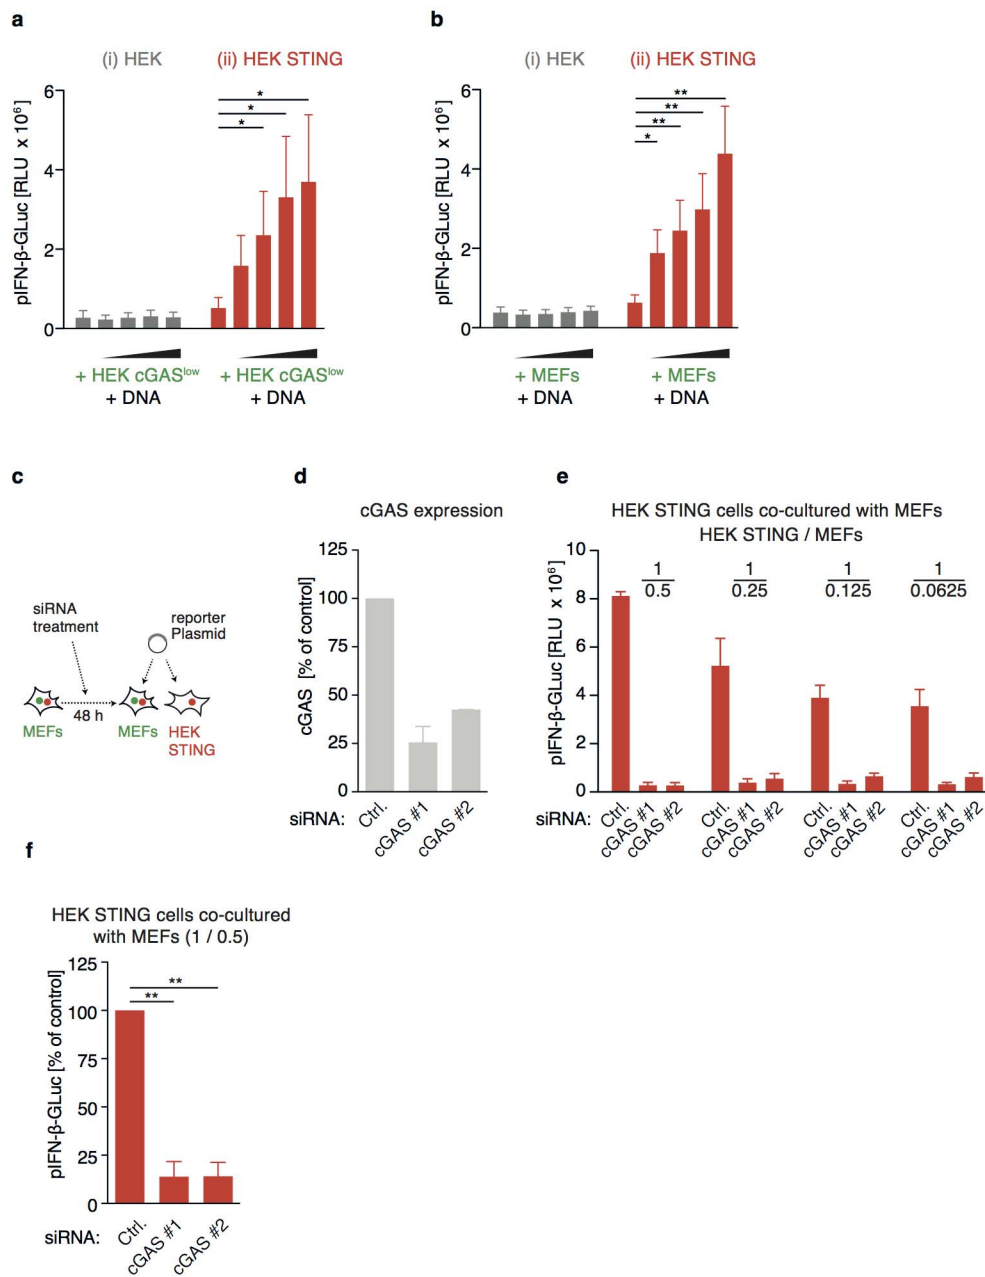 a
(i) HEK
(ii) HEK STING
pIFN-β-GLuc [RLU x 10⁶]
6
4
2
0
*
*
*
+ HEK cGASˡᵒʷ
+ DNA
+ HEK cGASˡᵒʷ
+ DNA
b
(i) HEK
(ii) HEK STING
pIFN-β-GLuc [RLU x 10⁶]
6
4
2
0
**
**
**
*
+ MEFs
+ DNA
+ MEFs
+ DNA
c
siRNA
treatment
reporter
Plasmid
48 h
MEFs
MEFs
HEK
STING
d
cGAS expression
cGAS [% of control]
125
100
75
50
25
0
siRNA:
Ctrl.
cGAS #1
cGAS #2
e
HEK STING cells co-cultured with MEFs
HEK STING / MEFs
pIFN-β-GLuc [RLU x 10⁶]
10
8
6
4
2
0
1
0.5
1
0.25
1
0.125
1
0.0625
siRNA:
Ctrl.
cGAS #1
cGAS #2
Ctrl.
cGAS #1
cGAS #2
Ctrl.
cGAS #1
cGAS #2
Ctrl.
cGAS #1
cGAS #2
f
HEK STING cells co-cultured
with MEFs (1 / 0.5)
pIFN-β-GLuc [% of control]
125
100
75
50
25
0
**
**
siRNA:
Ctrl.
cGAS #1
cGAS #2